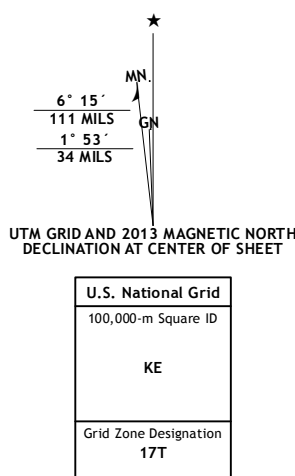 MN.
6° 15´
111 MILS
GN
1° 53´
34 MILS
UTM GRID AND 2013 MAGNETIC NORTH
DECLINATION AT CENTER OF SHEET
U.S. National Grid
100,000-m Square ID
KE
Grid Zone Designation
17T